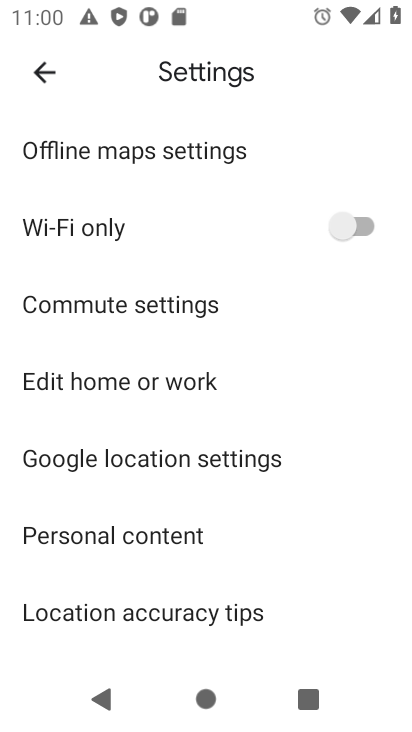 11:00
Settings
Offline maps settings
Wi-Fi only
Commute settings
Edit home or work
Google location settings
Personal content
Location accuracy tips